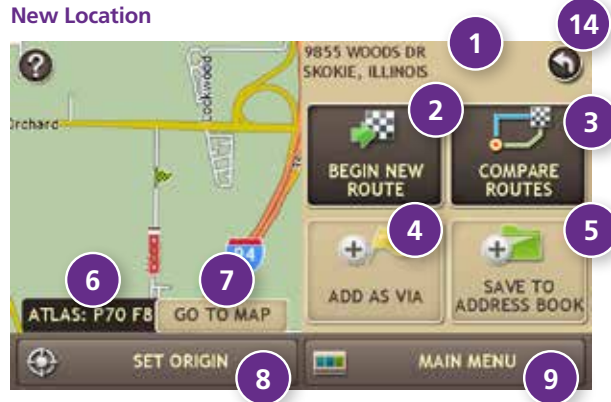 New Location
14
9855 WOODS DR
SKOKIE, ILLINOIS
1
?
Lockwood
Orchard
2
3
BEGIN NEW
ROUTE
COMPARE
ROUTES
4
5
94
6
7
ADD AS VIA
SAVE TO
ADDRESS BOOK
ATLAS: P70 F8
GO TO MAP
SET ORIGIN
8
MAIN MENU
9